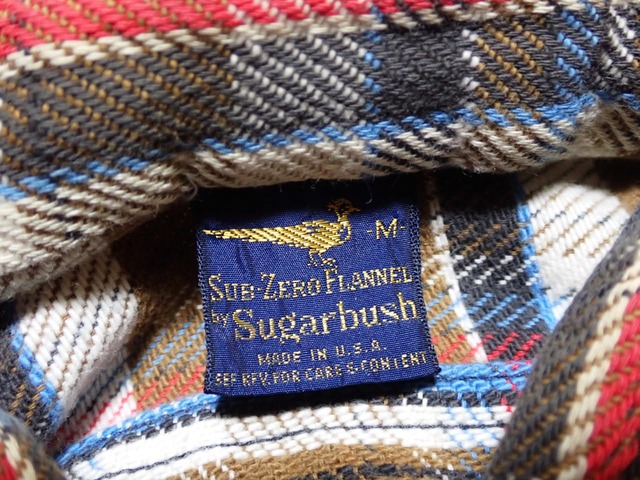 -M-
SUB-ZERO FLANNEL
by Sugarbush
MADE IN U.S.A.
SEE REV. FOR CARE & CONTENT